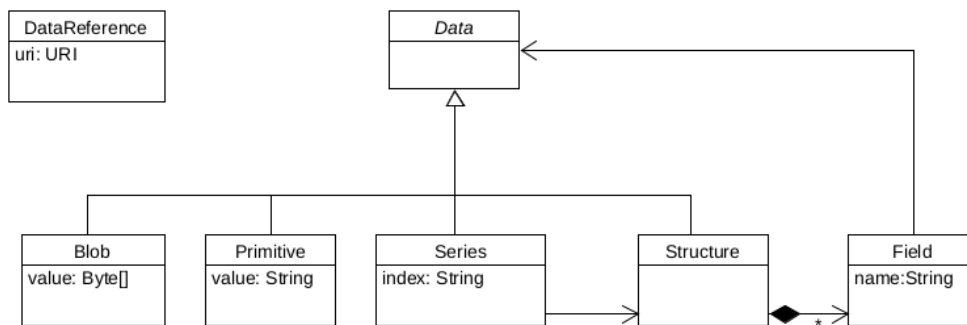 DataReference
uri: URI
Data
Blob
value: Byte[]
Primitive
value: String
Series
index: String
Structure
*
Field
name:String